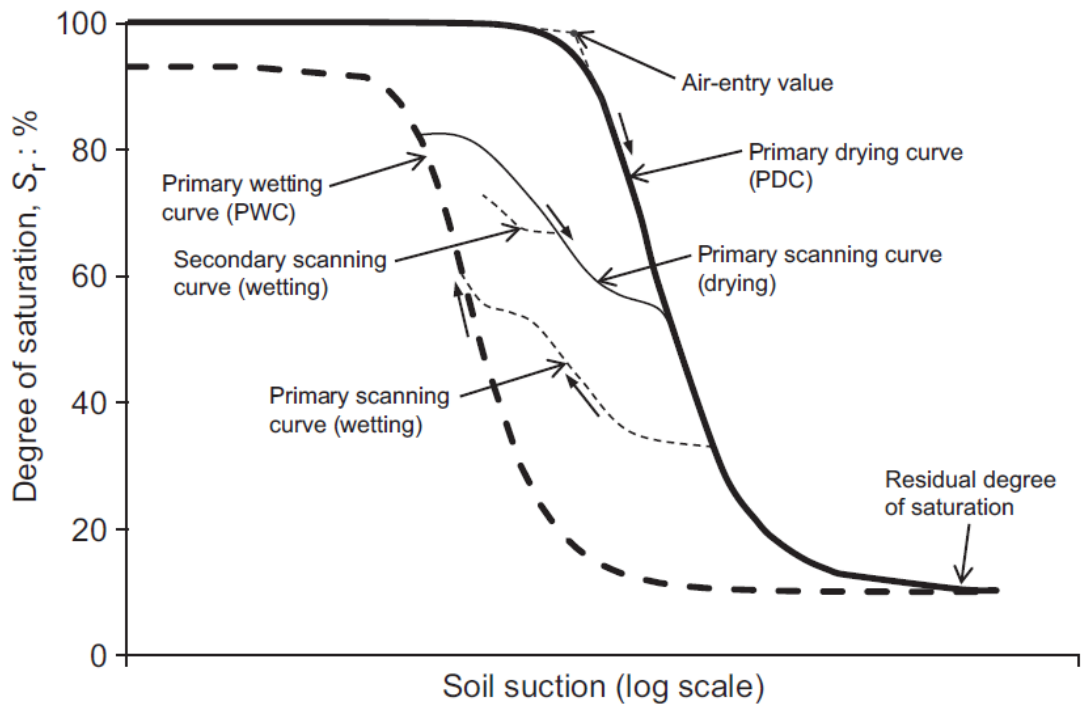 100
80
60
40
20
0
Degree of saturation, Sr : %
Soil suction (log scale)
Air-entry value
Primary drying curve
(PDC)
Primary wetting
curve (PWC)
Secondary scanning
curve (wetting)
Primary scanning curve
(drying)
Primary scanning
curve (wetting)
Residual degree
of saturation